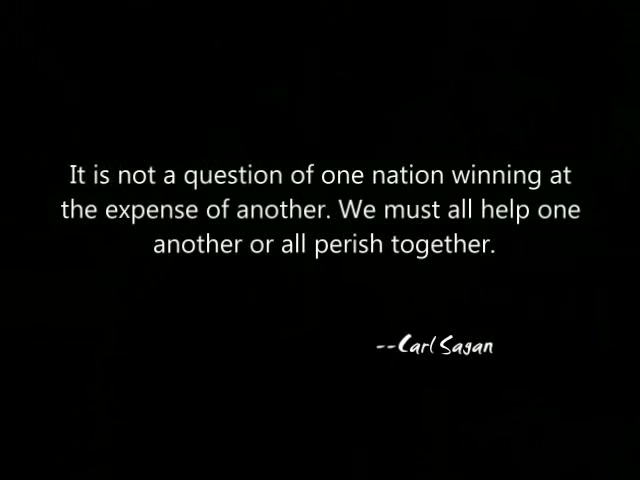 It is not a question of one nation winning at
the expense of another. We must all help one
another or all perish together.
--Carl Sagan